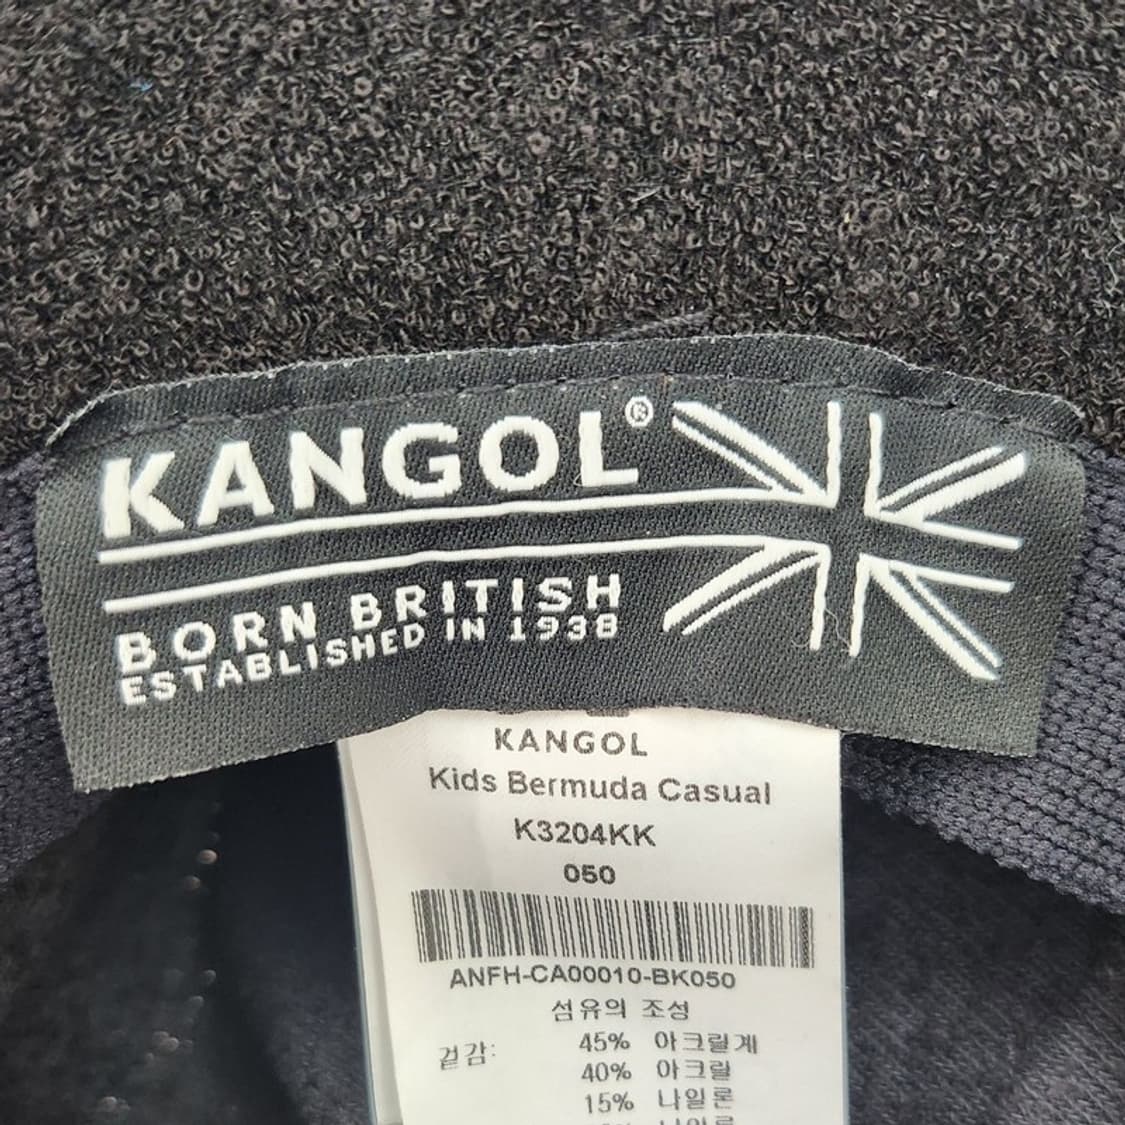 KANGOL®
BORN BRITISH
ESTABLISHED IN 1938
KANGOL
Kids Bermuda Casual
K3204KK
050
ANFH-CA00010-BK050
섬유의 조성
겉감: 45% 아크릴계
40% 아크릴
15% 나일론